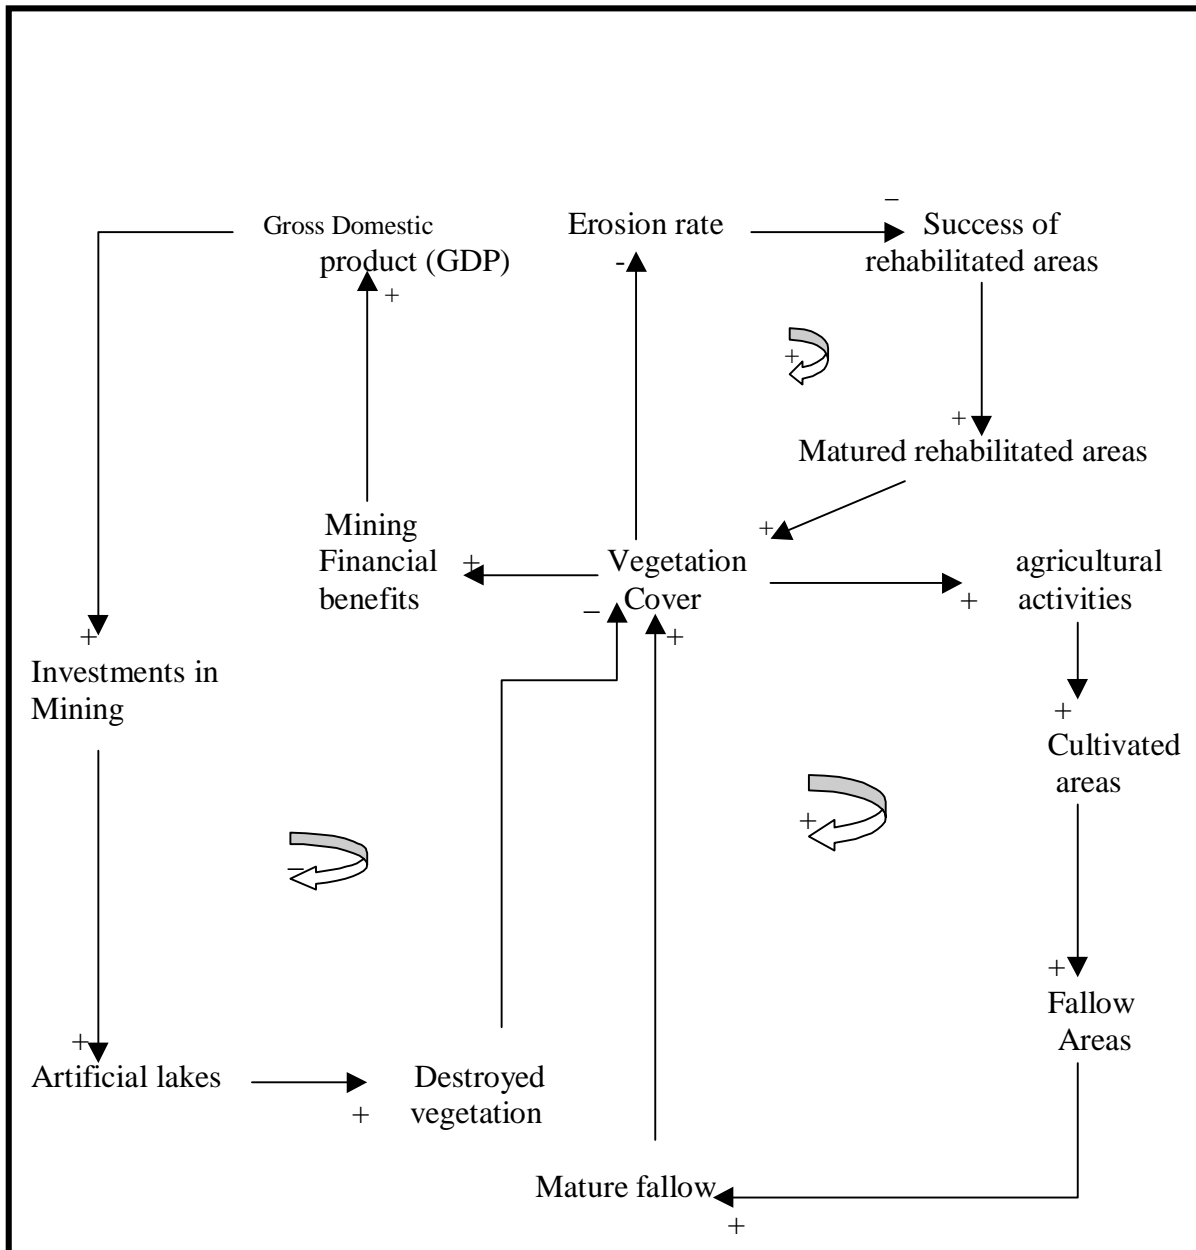 −
Gross Domestic
product (GDP)
Erosion rate
-
Success of
rehabilitated areas
+
+
+
Matured rehabilitated areas
Mining
Financial
benefits
+
+
Vegetation
Cover
−
+
agricultural
activities
+
+
Investments in
Mining
+
Cultivated
areas
+
−
+
Fallow
Areas
+
Artificial lakes
+
Destroyed
vegetation
Mature fallow
+